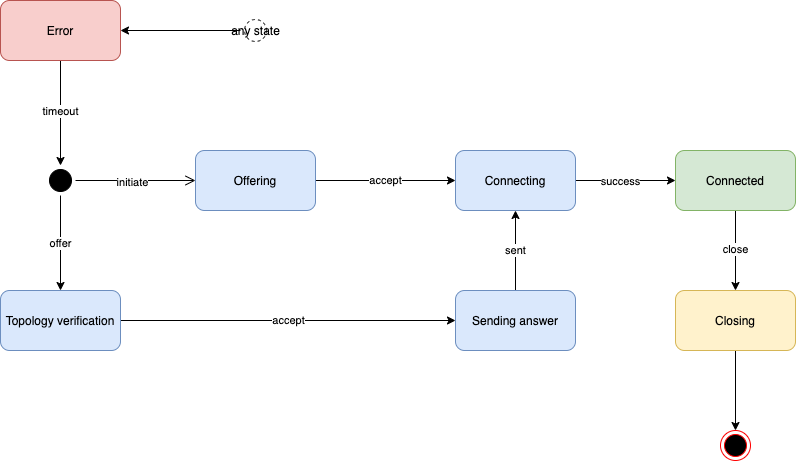 Error
any state
timeout
initiate
Offering
accept
Connecting
success
Connected
offer
sent
close
Topology verification
accept
Sending answer
Closing